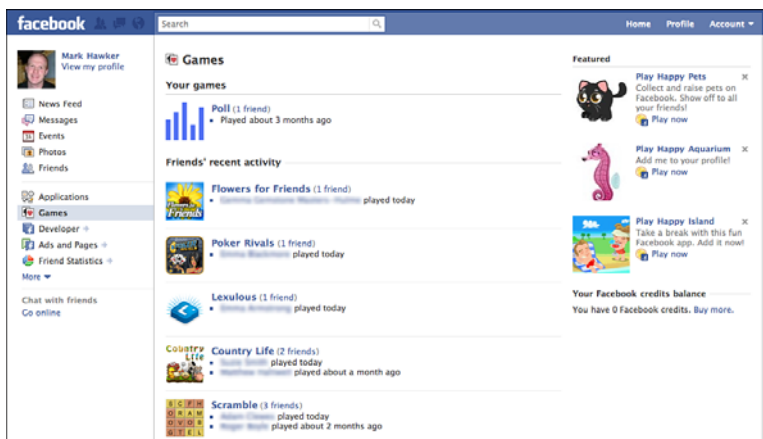 facebook
Search
Home Profile Account
Mark Hawker
View my profile
News Feed
Messages
Events
Photos
Friends
Applications
Games
Developer
Ads and Pages
Friend Statistics
More
Chat with friends
Go online
Games
Your games
Poll (1 friend)
• Played about 3 months ago
Friends' recent activity
Flowers for Friends (1 friend)
• played today
Poker Rivals (1 friend)
• played today
Lexulous (1 friend)
• played today
Country Life
Country Life (2 friends)
• played today
• played about a month ago
S C F H
O R A M
O V O B
G T E L
Scramble (3 friends)
• played today
• played about 2 months ago
Featured
Play Happy Pets x
Collect and raise pets on
Facebook. Show off to all
your friends!
Play now
Play Happy Aquarium x
Add me to your profile!
Play now
Play Happy Island x
Take a break with this fun
Facebook app. Add it now!
Play now
Your Facebook credits balance
You have 0 Facebook credits. Buy more.